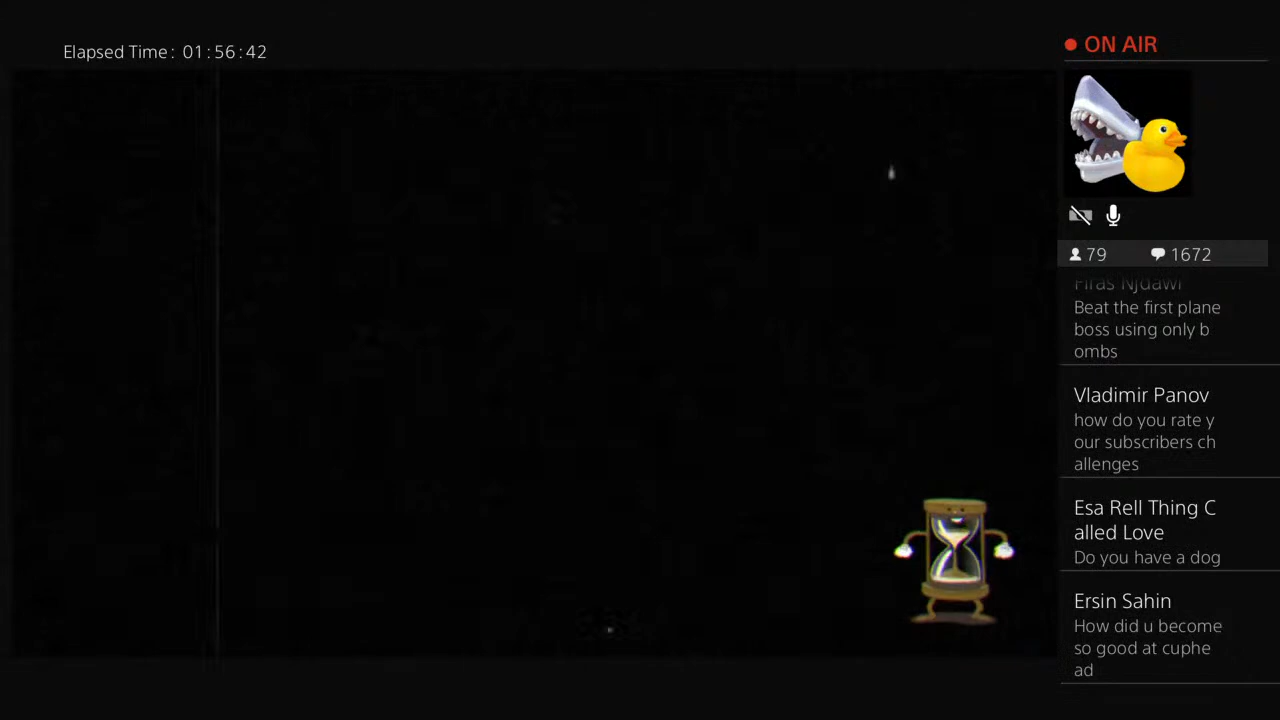 Elapsed Time: 01:56:42
ON AIR
79 1672
Firas Njdawi
Beat the first plane
boss using only b
ombs
Vladimir Panov
how do you rate y
our subscribers ch
allenges
Esa Rell Thing C
alled Love
Do you have a dog
Ersin Sahin
How did u become
so good at cuphe
ad